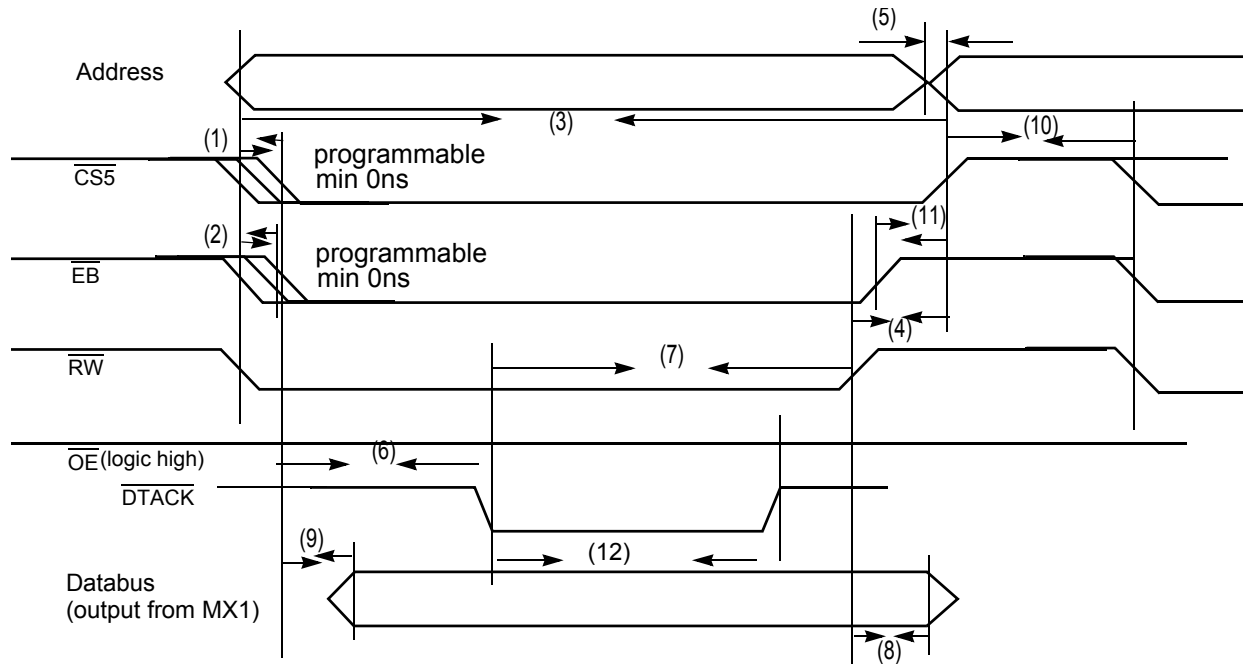 (5)
Address
(3)
(10)
(1)
programmable
min 0ns
CS5
(11)
(2)
programmable
min 0ns
EB
(4)
(7)
RW
OE (logic high)
(6)
DTACK
(9)
(12)
Databus
(output from MX1)
(8)